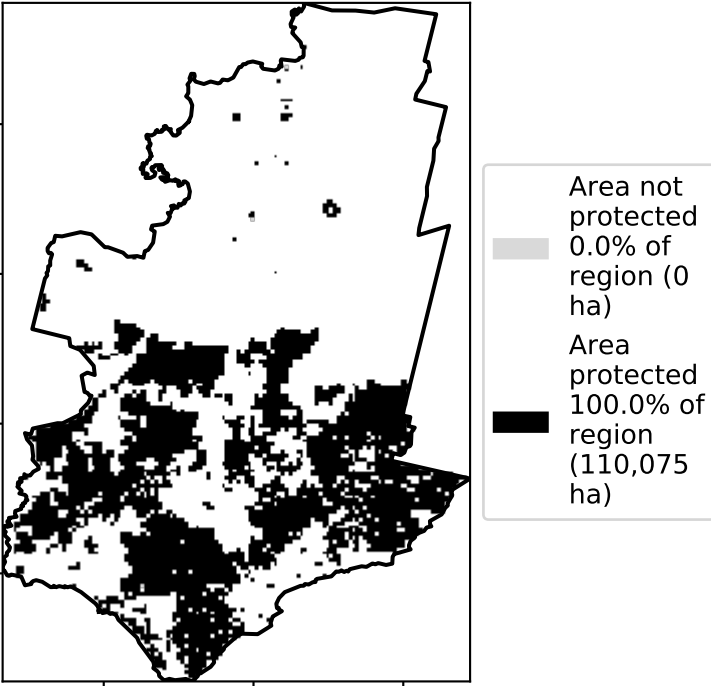 Area not
protected
0.0% of
region (0
ha)
Area
protected
100.0% of
region
(110,075
ha)